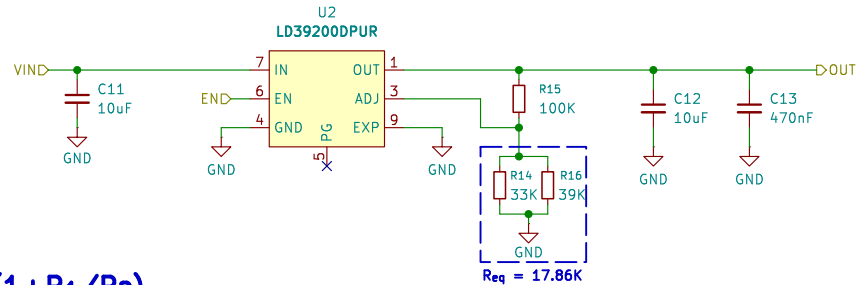 U2
LD39200DPUR
VIN
7
IN
OUT
1
OUT
C11
10uF
EN
6
EN
ADJ
3
R15
100K
C12
10uF
C13
470nF
4
GND
PG
EXP
9
5
GND
GND
GND
GND
GND
R14
33K
R16
39K
GND
Req = 17.86K